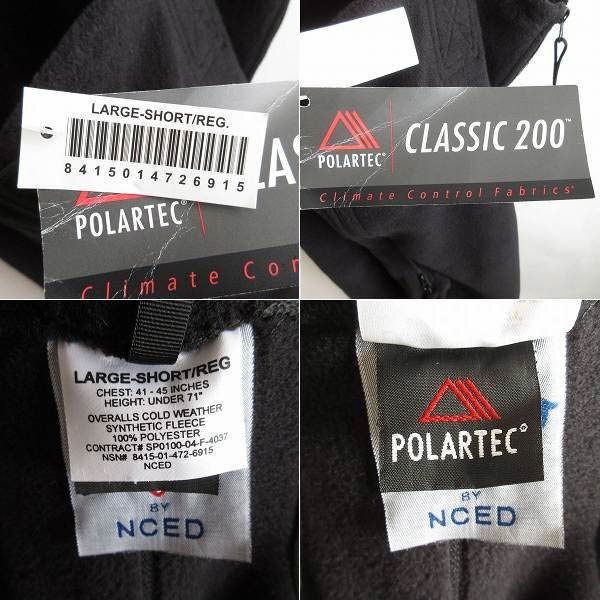 LARGE-SHORT/REG.
8415014726915
POLARTEC®
Climate Con
POLARTEC®
CLASSIC 200™
Climate Control Fabrics®
LARGE-SHORT/REG
CHEST: 41 - 45 INCHES
HEIGHT: UNDER 71"
OVERALLS COLD WEATHER
SYNTHETIC FLEECE
100% POLYESTER
CONTRACT# SP0100-04-F-4037
NSN# 8415-01-472-6915
NCED
BY
NCED
POLARTEC®
BY
NCED